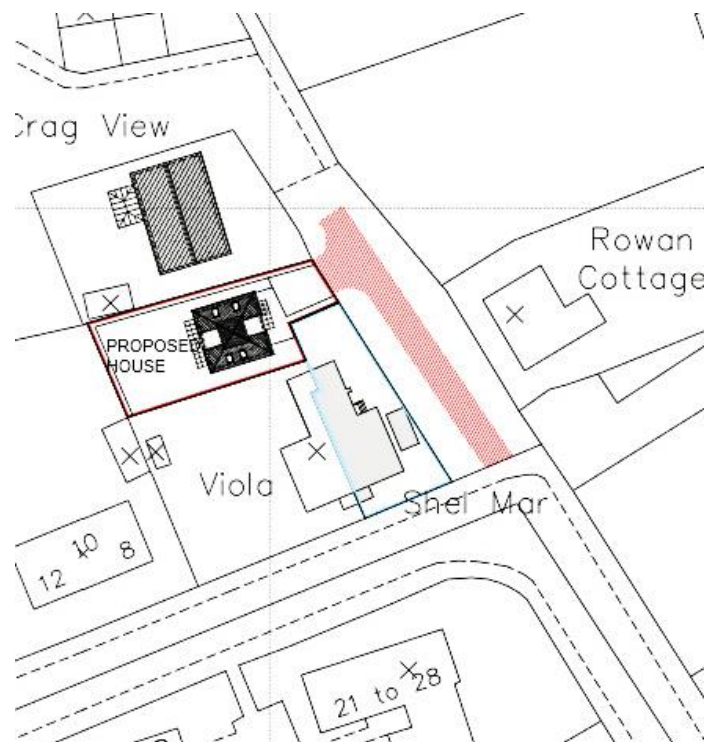 Crag View
Rowan
Cottage
PROPOSED
HOUSE
Viola
Shel Mar
12
10
8
21 to 28